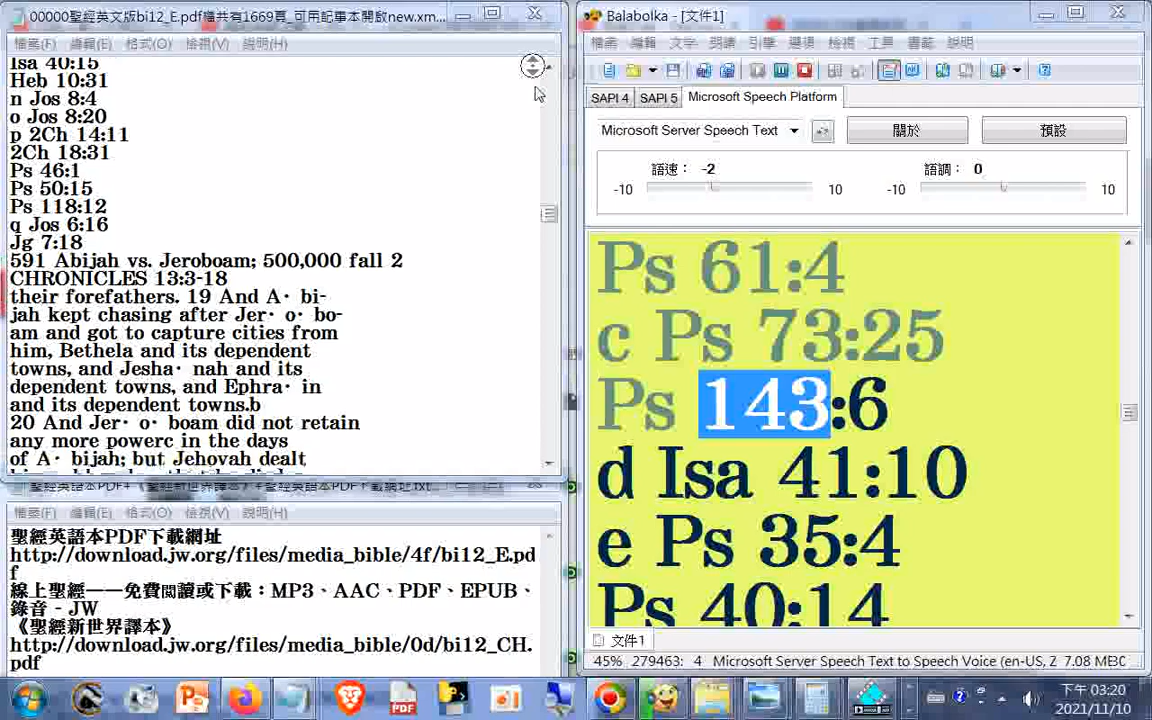 00000聖經英文版bi12_E.pdf檔共有1669頁_可用記事本開啟new.xm...
檔案(F) 編輯(E) 格式(O) 檢視(V) 說明(H)
Isa 40:15
Heb 10:31
n Jos 8:4
o Jos 8:20
p 2Ch 14:11
2Ch 18:31
Ps 46:1
Ps 50:15
Ps 118:12
q Jos 6:16
Jg 7:18
591 Abijah vs. Jeroboam; 500,000 fall 2
CHRONICLES 13:3-18
their forefathers. 19 And A· bi-
jah kept chasing after Jer· o· bo-
am and got to capture cities from
him, Bethela and its dependent
towns, and Jesha· nah and its
dependent towns, and Ephra· in
and its dependent towns.b
20 And Jer· o· boam did not retain
any more powerc in the days
of A· bijah; but Jehovah dealt
檔案(F) 編輯(E) 格式(O) 檢視(V) 說明(H)
聖經英語本PDF下載網址
http://download.jw.org/files/media_bible/4f/bi12_E.pd
f
線上聖經——免費閱讀或下載：MP3、AAC、PDF、EPUB、
錄音 - JW
《聖經新世界譯本》
http://download.jw.org/files/media_bible/0d/bi12_CH.
pdf
Balabolka - [文件1]
檔案 編輯 文字 朗讀 引擎 選項 檢視 工具 書籤 說明
SAPI 4 SAPI 5 Microsoft Speech Platform
Microsoft Server Speech Text 關於 預設
語速： -2 語調： 0
-10 10 -10 10
Ps 61:4
c Ps 73:25
Ps 143:6
d Isa 41:10
e Ps 35:4
Ps 40:14
文件1
45% 279463: 4 Microsoft Server Speech Text to Speech Voice (en-US, Z 7.08 MB
PDF
下午 03:20
2021/11/10